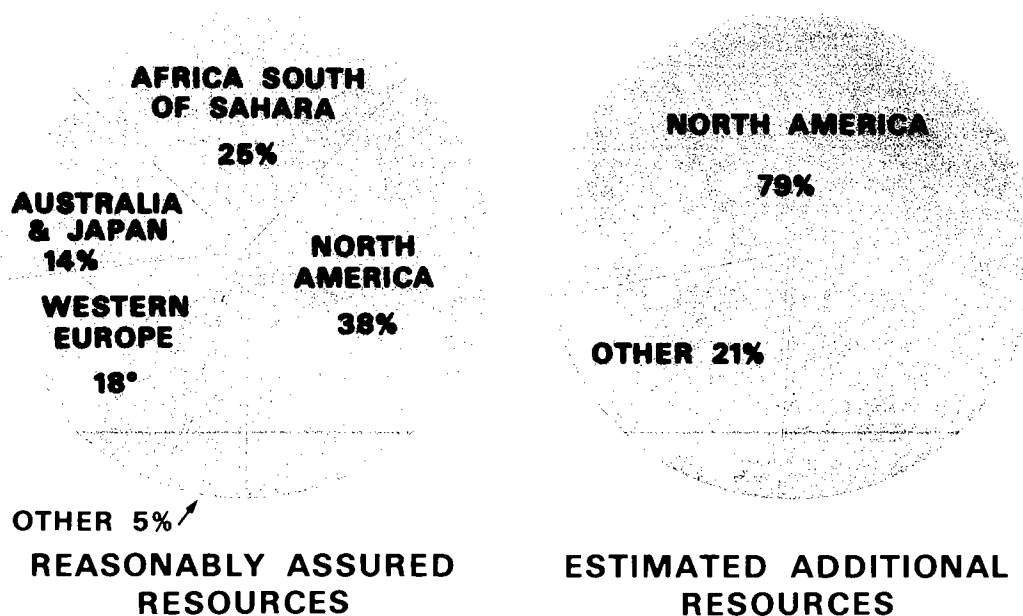 AFRICA SOUTH
OF SAHARA
25%
AUSTRALIA
& JAPAN
14%
NORTH
AMERICA
38%
WESTERN
EUROPE
18°
OTHER 5%
REASONABLY ASSURED
RESOURCES
NORTH AMERICA
79%
OTHER 21%
ESTIMATED ADDITIONAL
RESOURCES